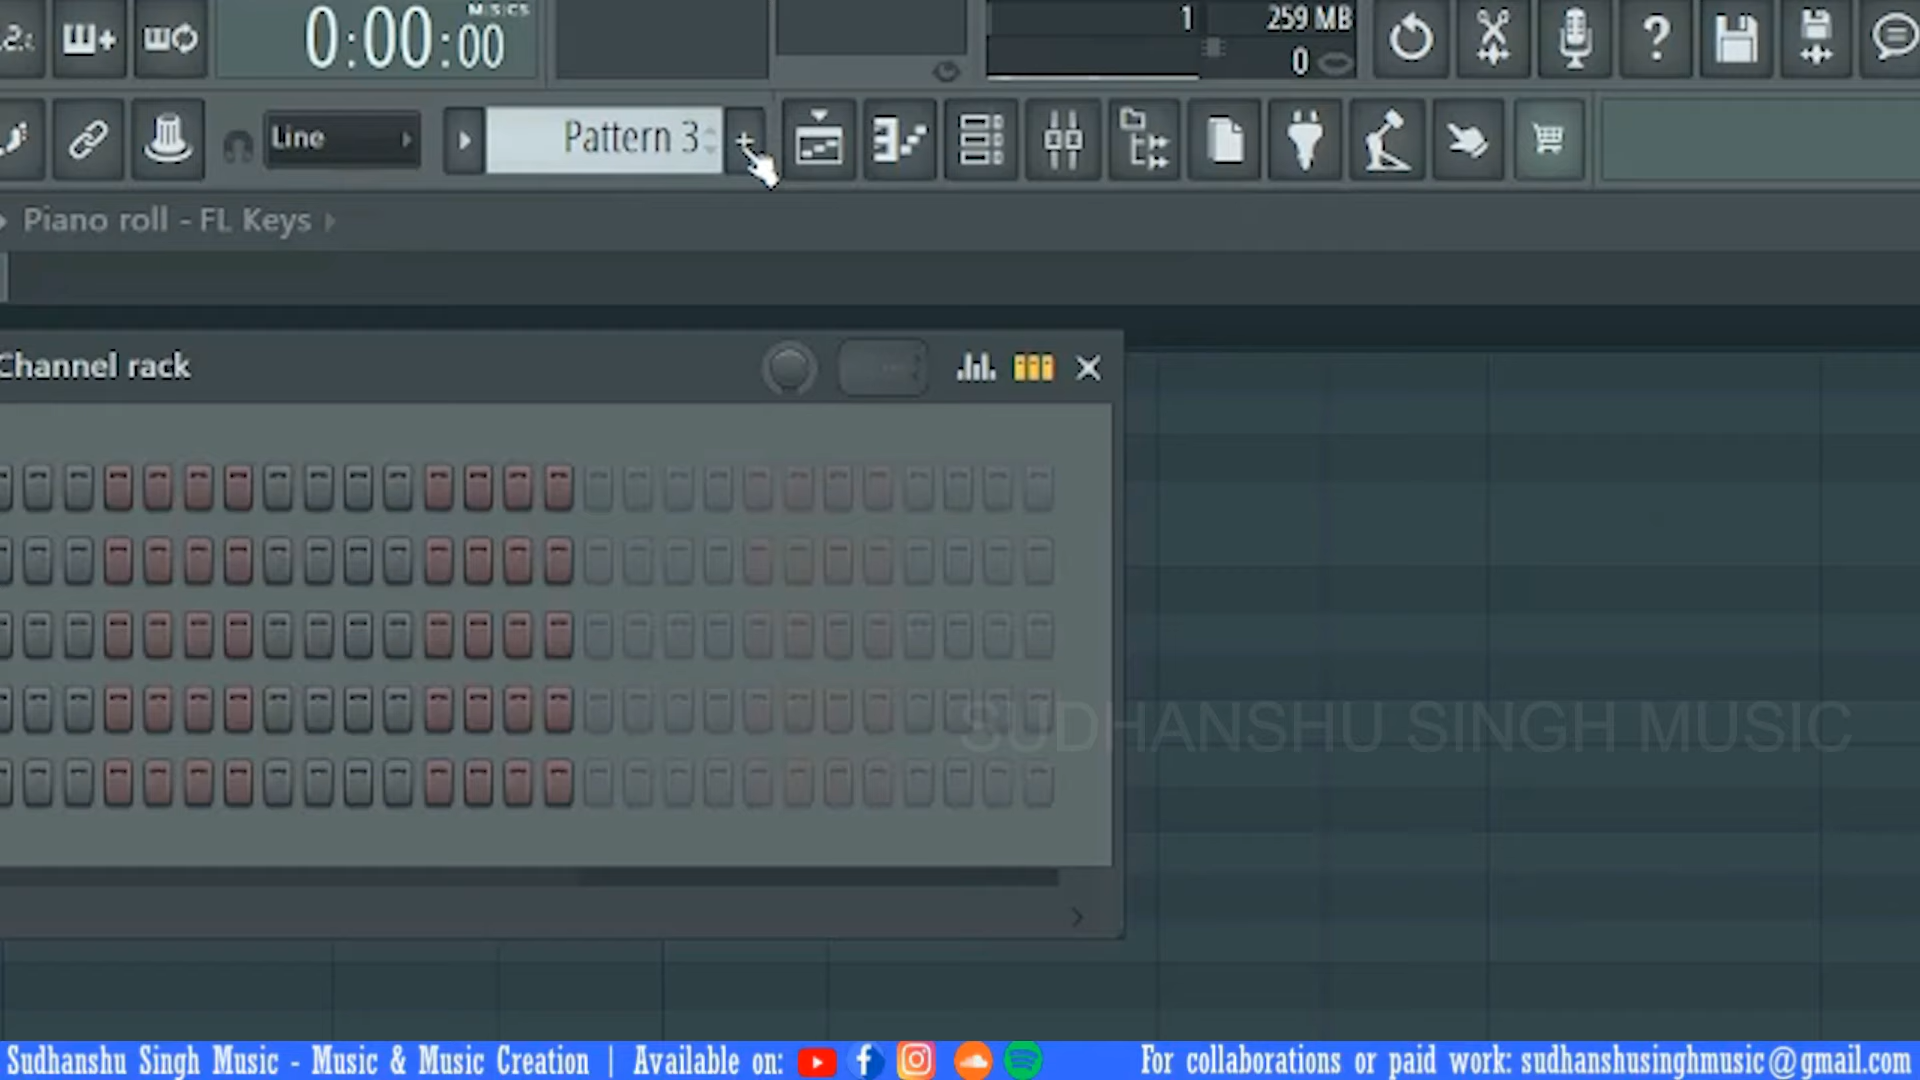 M:S:CS
0:00:00
1
259 MB
0
Line
Pattern 3
Piano roll - FL Keys
Channel rack
SUDHANSHU SINGH MUSIC
Sudhanshu Singh Music - Music & Music Creation | Available on:
For collaborations or paid work: sudhanshusinghmusic@gmail.com